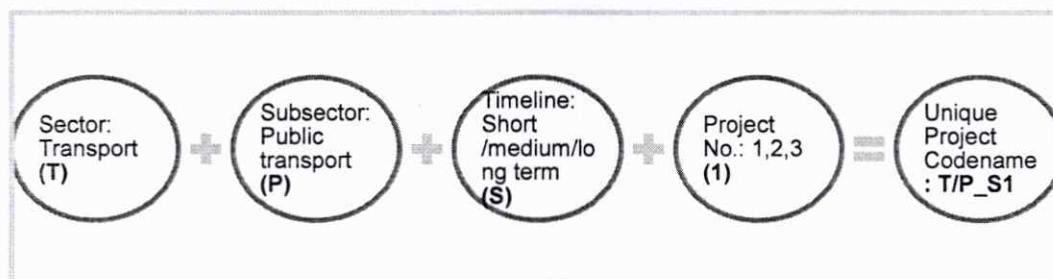 Sector:
Transport
(T)
Subsector:
Public
transport
(P)
Timeline:
Short
/medium/lo
ng term
(S)
Project
No.: 1,2,3
(1)
Unique
Project
Codename
: T/P_S1